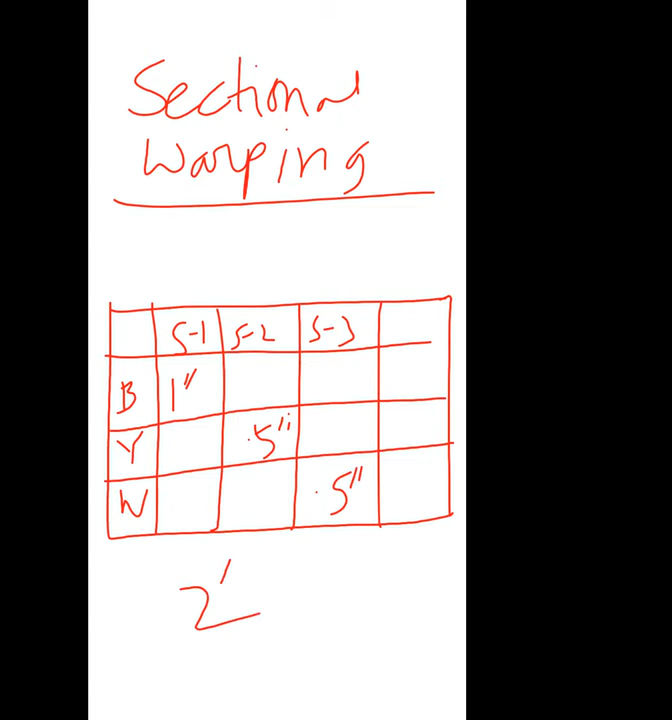 Sectional
Warping
S-1 S-2 S-3
B 1"
Y .5"
W .5"
2'